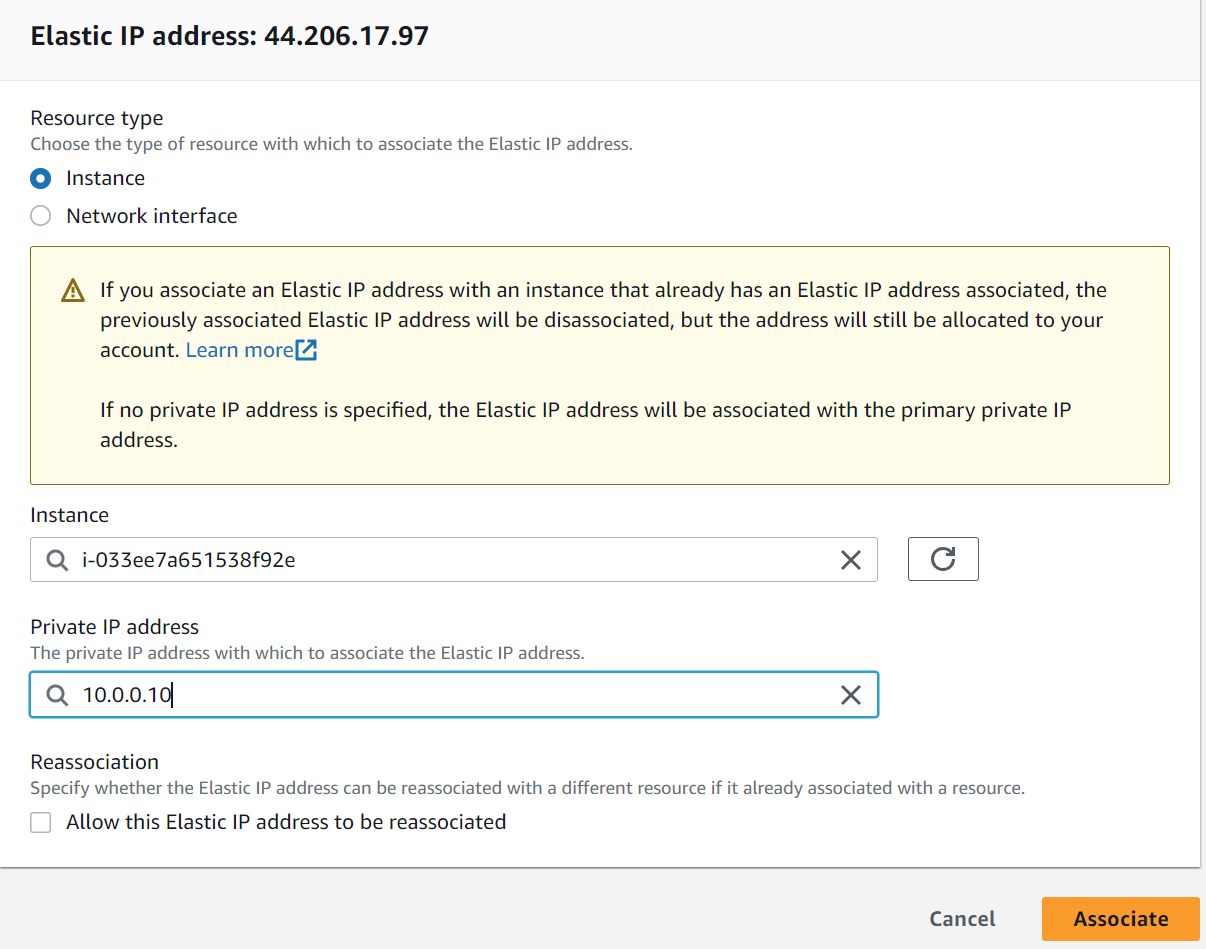 Elastic IP address: 44.206.17.97
Resource type
Choose the type of resource with which to associate the Elastic IP address.
Instance
Network interface
If you associate an Elastic IP address with an instance that already has an Elastic IP address associated, the
previously associated Elastic IP address will be disassociated, but the address will still be allocated to your
account. Learn more
If no private IP address is specified, the Elastic IP address will be associated with the primary private IP
address.
Instance
i-033ee7a651538f92e
Private IP address
The private IP address with which to associate the Elastic IP address.
10.0.0.10
Reassociation
Specify whether the Elastic IP address can be reassociated with a different resource if it already associated with a resource.
Allow this Elastic IP address to be reassociated
Cancel
Associate